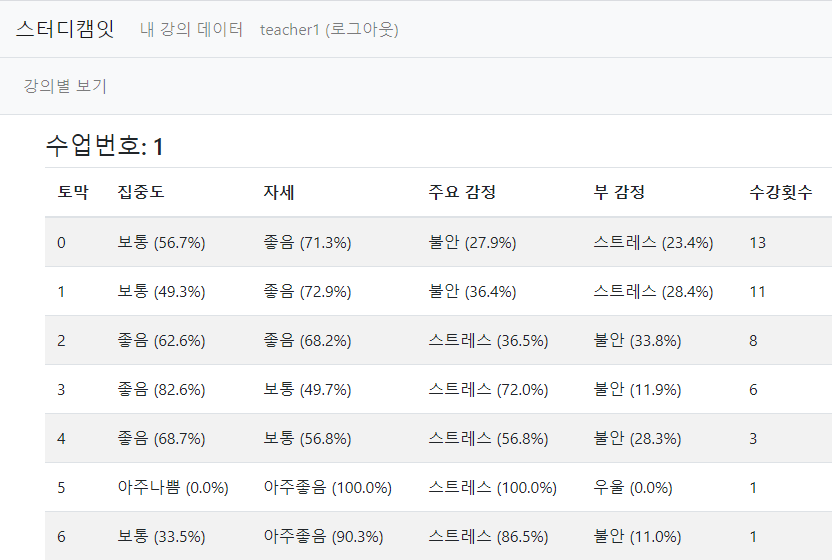 스터디캠잇 내 강의 데이터 teacher1 (로그아웃)
강의별 보기
수업번호: 1
토막 집중도 자세 주요 감정 부 감정 수강횟수
0 보통 (56.7%) 좋음 (71.3%) 불안 (27.9%) 스트레스 (23.4%) 13
1 보통 (49.3%) 좋음 (72.9%) 불안 (36.4%) 스트레스 (28.4%) 11
2 좋음 (62.6%) 좋음 (68.2%) 스트레스 (36.5%) 불안 (33.8%) 8
3 좋음 (82.6%) 보통 (49.7%) 스트레스 (72.0%) 불안 (11.9%) 6
4 좋음 (68.7%) 보통 (56.8%) 스트레스 (56.8%) 불안 (28.3%) 3
5 아주나쁨 (0.0%) 아주좋음 (100.0%) 스트레스 (100.0%) 우울 (0.0%) 1
6 보통 (33.5%) 아주좋음 (90.3%) 스트레스 (86.5%) 불안 (11.0%) 1